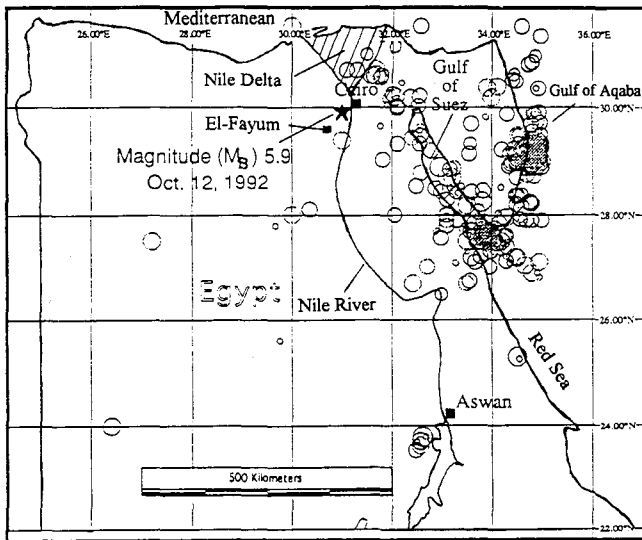 Mediterranean
26.00°E
28.00°E
30.00°E
32.00°E
34.00°E
36.00°E
Nile Delta
Gulf
of
Suez
Gulf of Aqaba
Cairo
30.00°N
El-Fayum
Magnitude (MB) 5.9
Oct. 12, 1992
28.00°N
Egypt
Nile River
26.00°N
Red Sea
Aswan
24.00°N
500 Kilometers
22.00°N